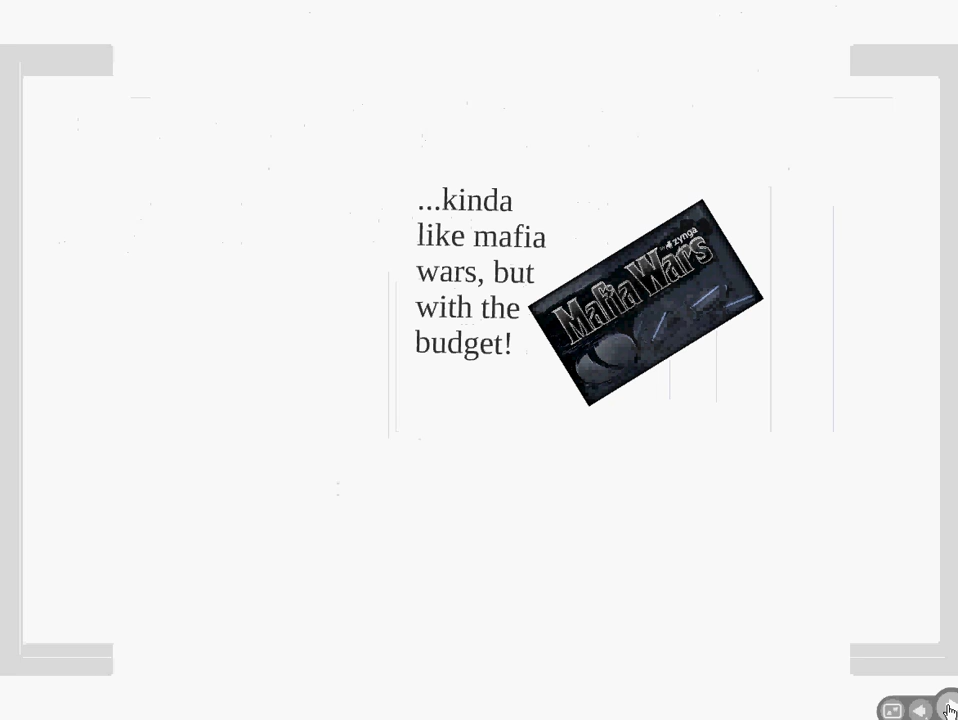 ...kinda
like mafia
wars, but
with the
budget!
zynga
Mafia Wars